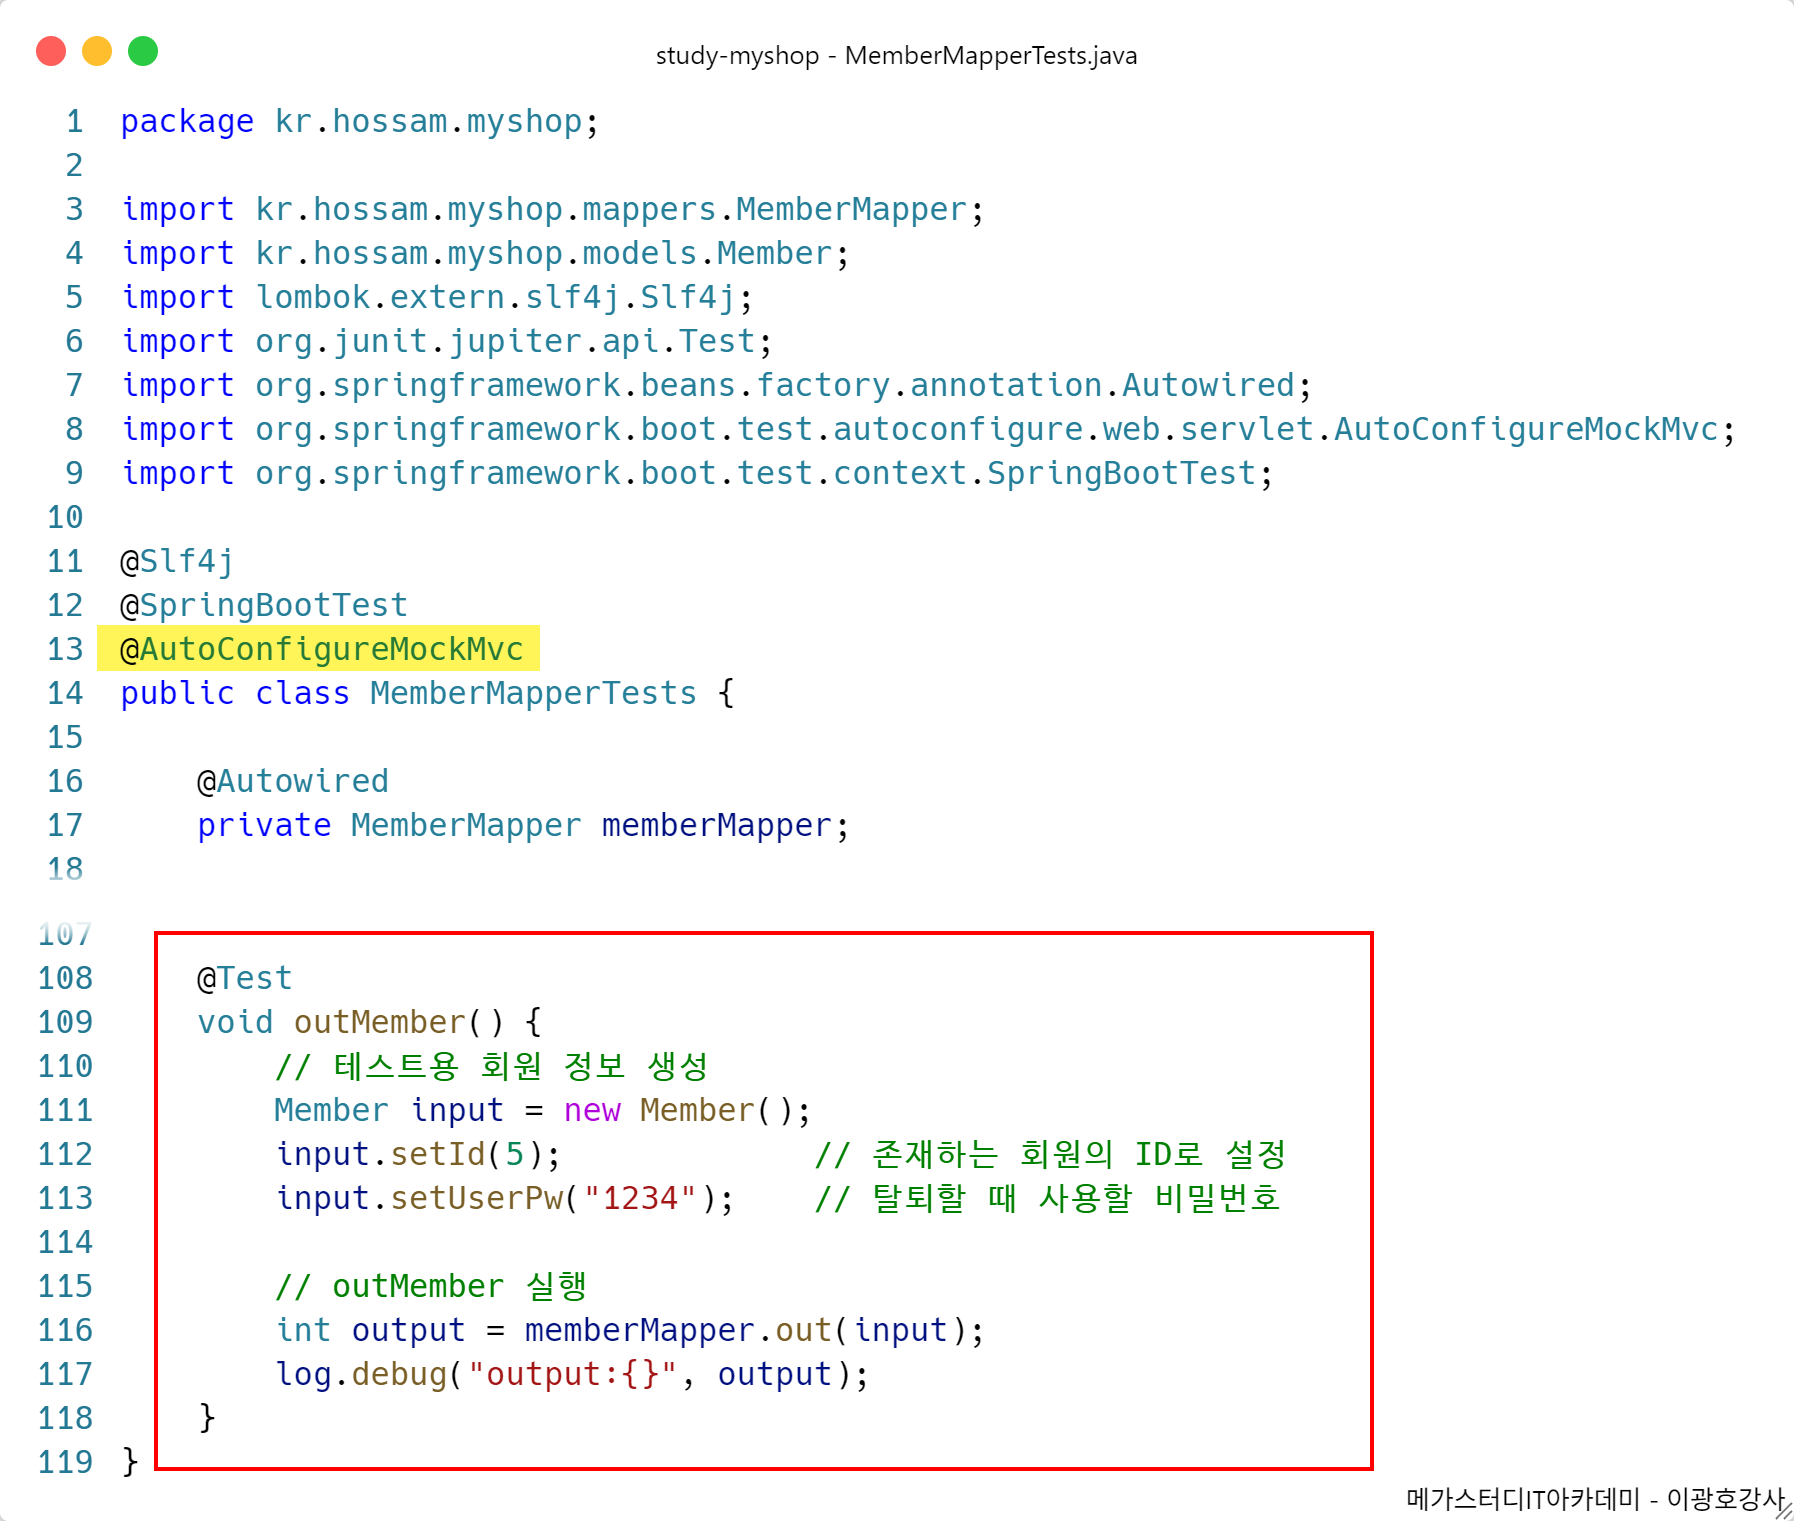 study-myshop - MemberMapperTests.java
1 package kr.hossam.myshop;
2
3 import kr.hossam.myshop.mappers.MemberMapper;
4 import kr.hossam.myshop.models.Member;
5 import lombok.extern.slf4j.Slf4j;
6 import org.junit.jupiter.api.Test;
7 import org.springframework.beans.factory.annotation.Autowired;
8 import org.springframework.boot.test.autoconfigure.web.servlet.AutoConfigureMockMvc;
9 import org.springframework.boot.test.context.SpringBootTest;
10
11 @Slf4j
12 @SpringBootTest
13 @AutoConfigureMockMvc
14 public class MemberMapperTests {
15
16     @Autowired
17     private MemberMapper memberMapper;
18
107
108     @Test
109     void outMember() {
110         // 테스트용 회원 정보 생성
111         Member input = new Member();
112         input.setId(5);             // 존재하는 회원의 ID로 설정
113         input.setUserPw("1234");    // 탈퇴할 때 사용할 비밀번호
114
115         // outMember 실행
116         int output = memberMapper.out(input);
117         log.debug("output:{}", output);
118     }
119 }
메가스터디IT아카데미 - 이광호강사